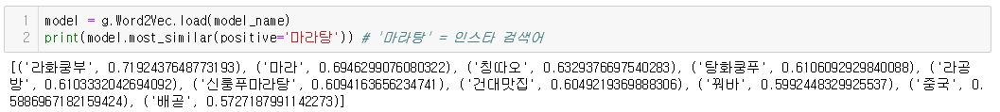 1 model = g.Word2Vec.load(model_name)
2 print(model.most_similar(positive='마라탕')) # '마라탕' = 인스타 검색어
[('라화쿵부', 0.7192437648773193), ('마라', 0.6946299076080322), ('칭따오', 0.6329376697540283), ('탕화쿵푸', 0.6106092929840088), ('라공
방', 0.6103332042694092), ('신룽푸마라탕', 0.6094163656234741), ('건대맛집', 0.6049219369888306), ('꿔바', 0.5992448329925537), ('중국', 0.
5886967182159424), ('배곧', 0.5727187991142273)]